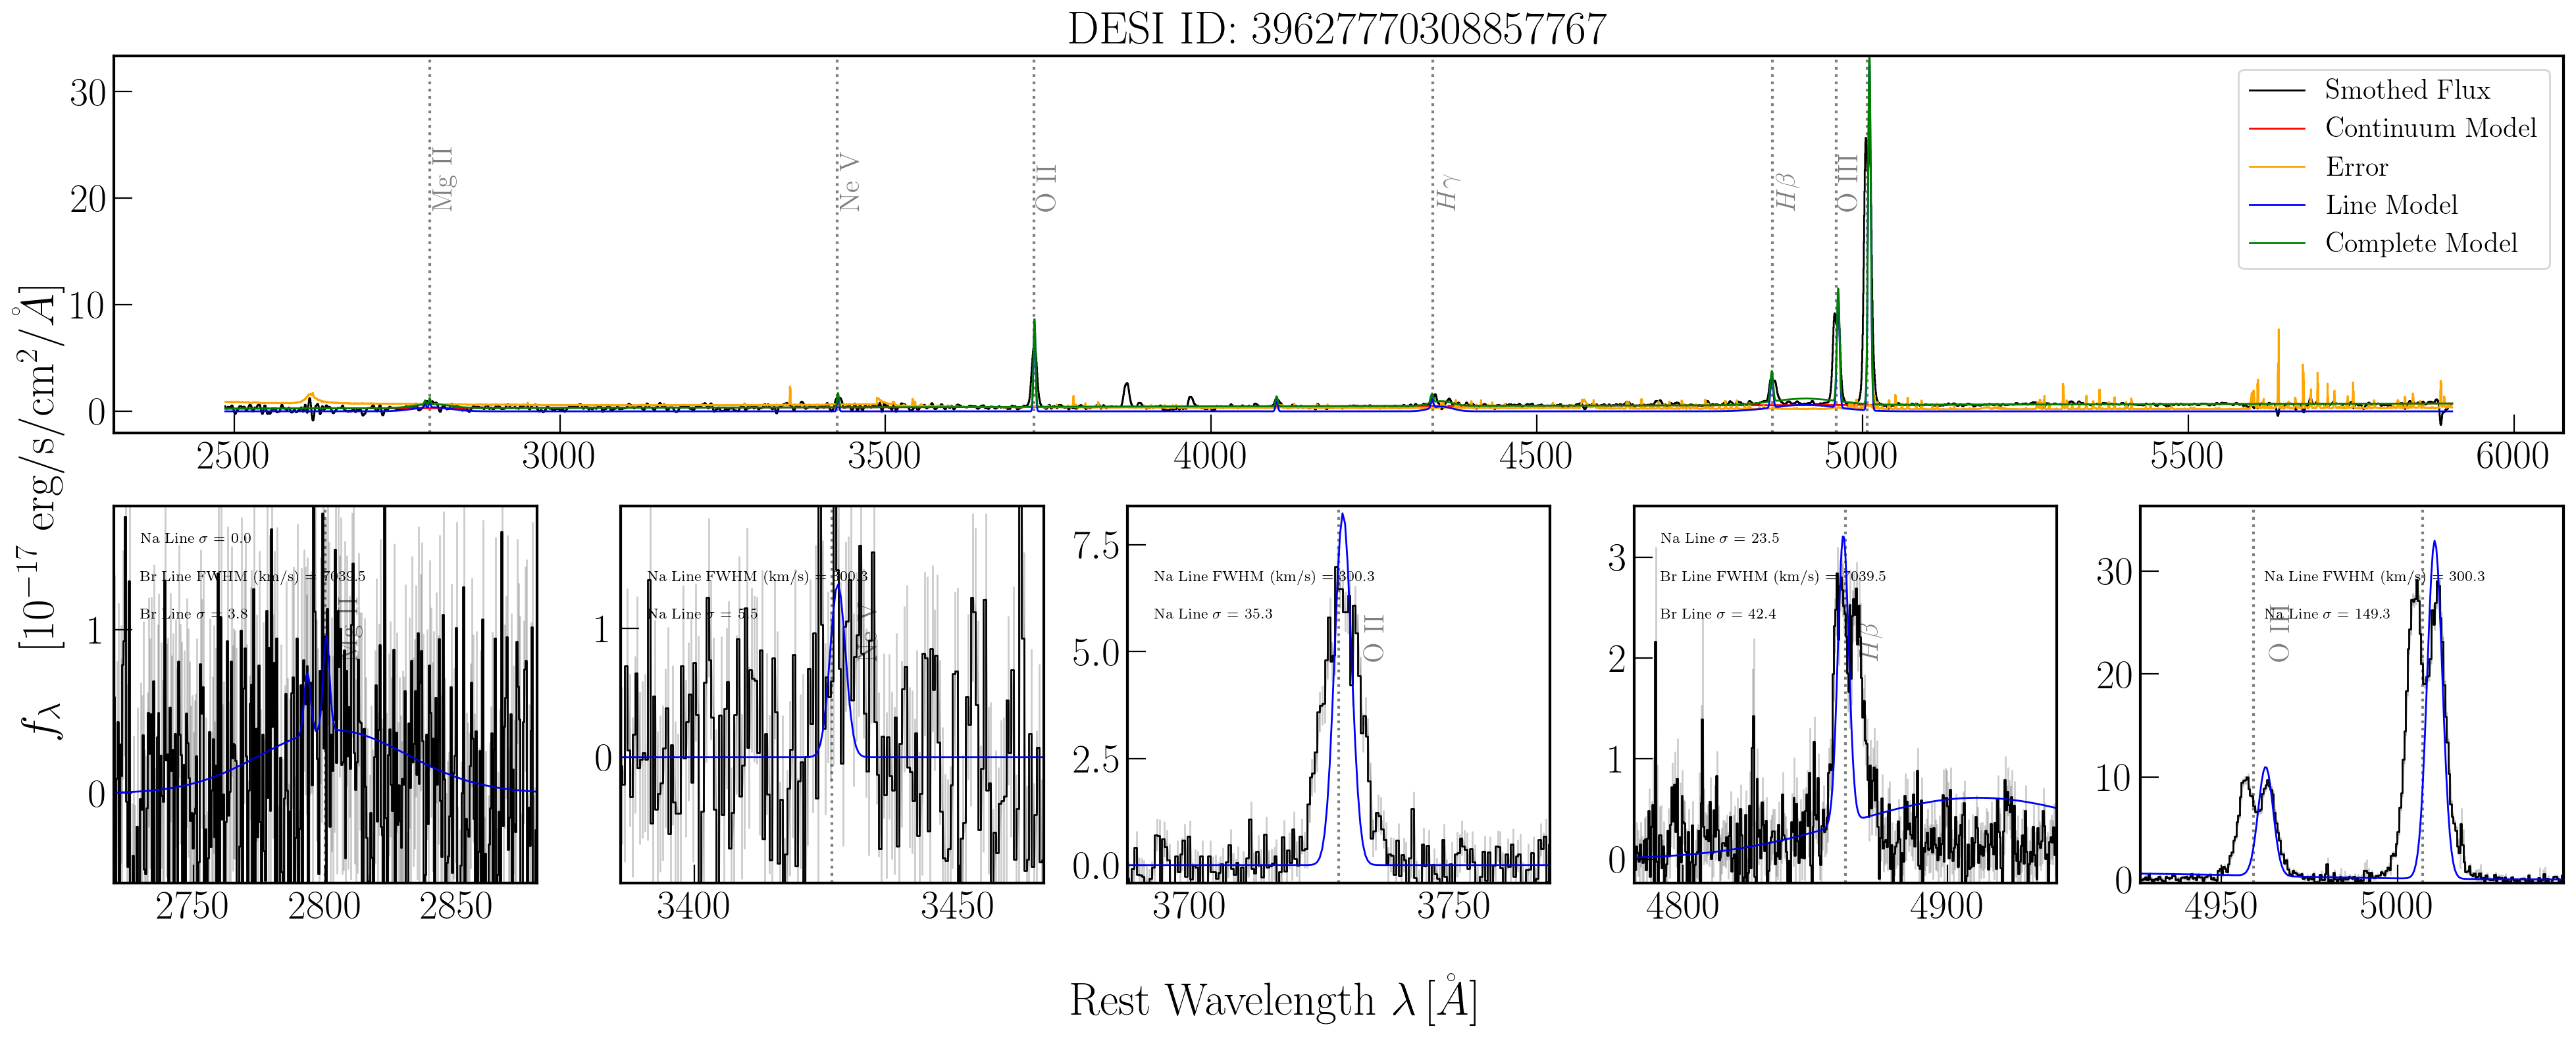 DESI ID: 39627770308857767
30
20
10
0
Mg II
Ne V
O II
Hγ
Hβ
O III
Smothed Flux
Continuum Model
Error
Line Model
Complete Model
2500 3000 3500 4000 4500 5000 5500 6000
fλ [10⁻¹⁷ erg/s/cm²/Å]
Na Line σ = 0.0
Br Line FWHM (km/s) = 7039.5
Br Line σ = 3.8
Mg II
1
0
2750 2800 2850
Na Line FWHM (km/s) = 300.3
Na Line σ = 5.5
Ne V
1
0
3400 3450
Na Line FWHM (km/s) = 300.3
Na Line σ = 35.3
O II
7.5
5.0
2.5
0.0
3700 3750
Na Line σ = 23.5
Br Line FWHM (km/s) = 7039.5
Br Line σ = 42.4
Hβ
3
2
1
0
4800 4900
Na Line FWHM (km/s) = 300.3
Na Line σ = 149.3
O III
30
20
10
0
4950 5000
Rest Wavelength λ [Å]